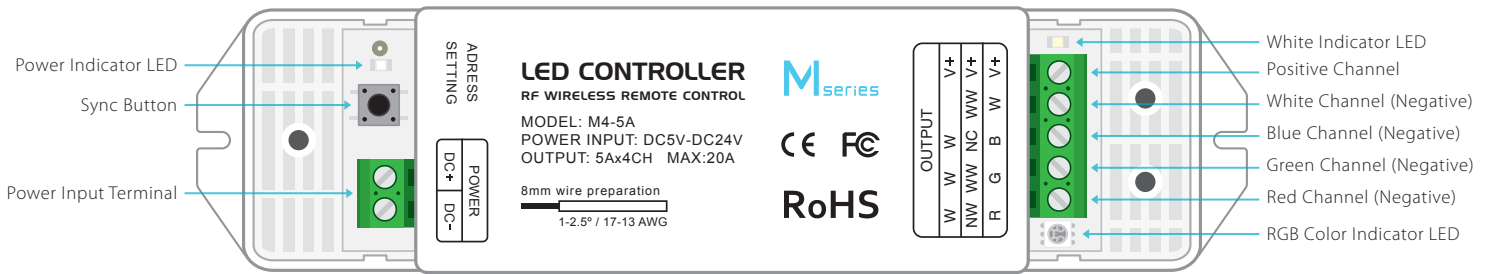 Power Indicator LED
Sync Button
Power Input Terminal
ADRESS
SETTING
POWER
DC+ DC-
LED CONTROLLER
RF WIRELESS REMOTE CONTROL
MODEL: M4-5A
POWER INPUT: DC5V-DC24V
OUTPUT: 5Ax4CH MAX:20A
8mm wire preparation
1-2.5º / 17-13 AWG
M series
CE FC
RoHS
OUTPUT
W W W V+
NW WW NC WW V+
R G B W V+
White Indicator LED
Positive Channel
White Channel (Negative)
Blue Channel (Negative)
Green Channel (Negative)
Red Channel (Negative)
RGB Color Indicator LED